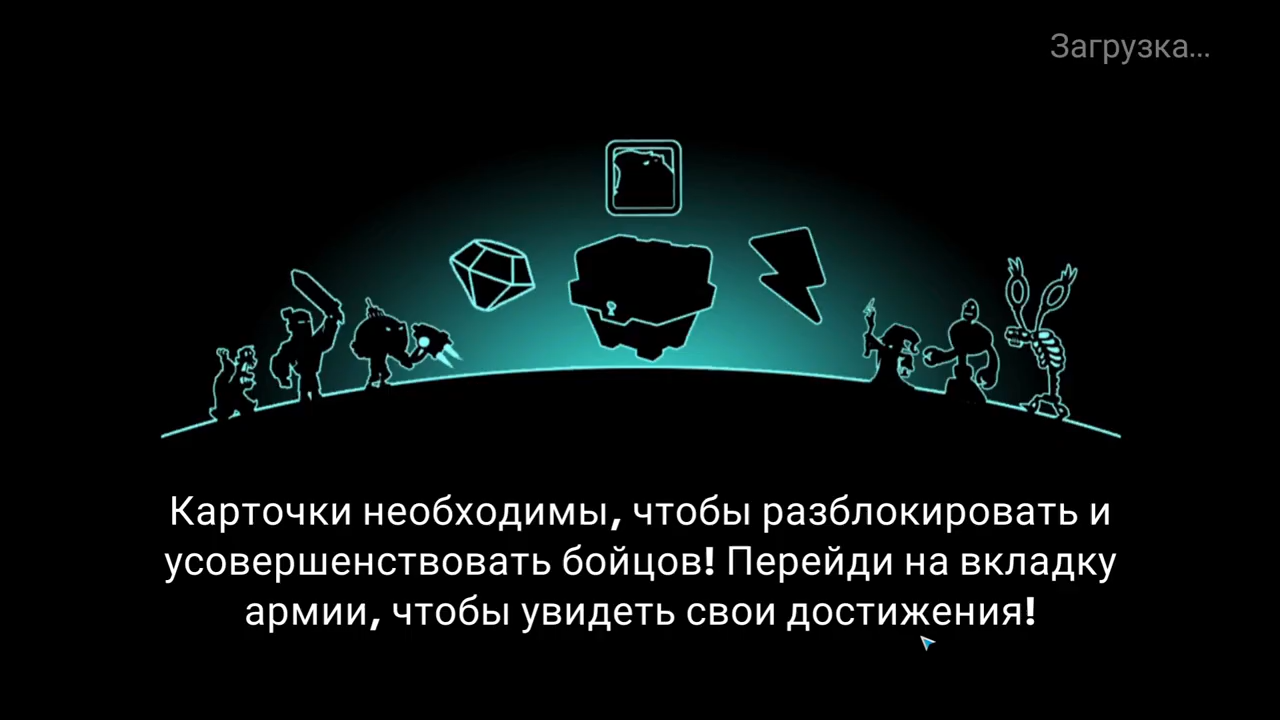 Загрузка...
Карточки необходимы, чтобы разблокировать и
усовершенствовать бойцов! Перейди на вкладку
армии, чтобы увидеть свои достижения!